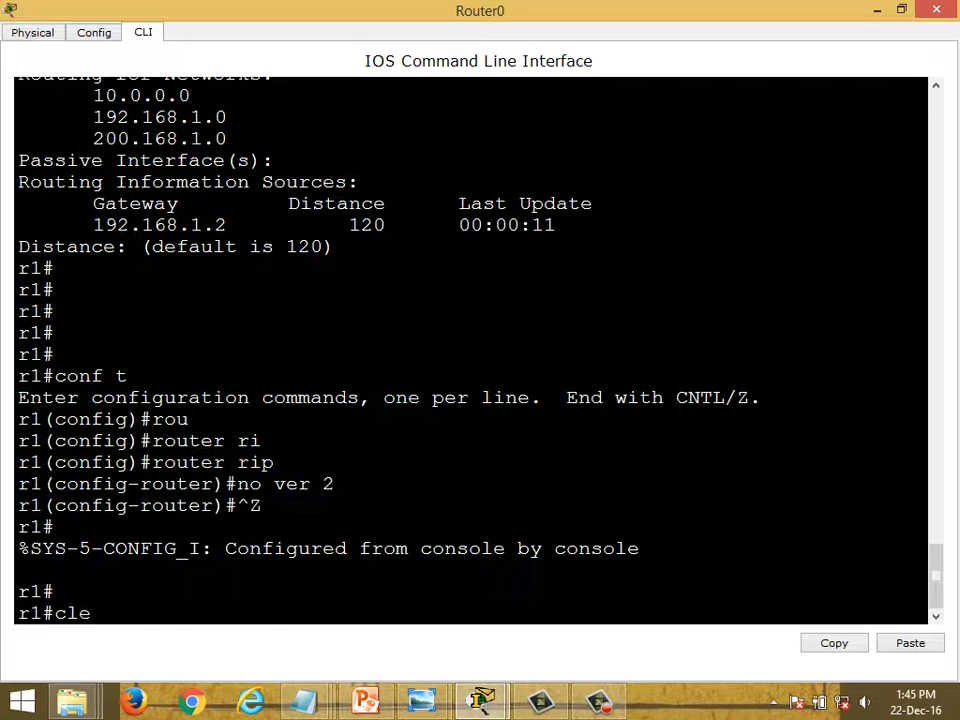 Router0
Physical
Config
CLI
IOS Command Line Interface
Routing for Networks:
10.0.0.0
192.168.1.0
200.168.1.0
Passive Interface(s):
Routing Information Sources:
Gateway Distance Last Update
192.168.1.2 120 00:00:11
Distance: (default is 120)
r1#
r1#
r1#
r1#
r1#
r1#conf t
Enter configuration commands, one per line. End with CNTL/Z.
r1(config)#rou
r1(config)#router ri
r1(config)#router rip
r1(config-router)#no ver 2
r1(config-router)#^Z
r1#
%SYS-5-CONFIG_I: Configured from console by console
r1#
r1#cle
Copy
Paste
1:45 PM
22-Dec-16